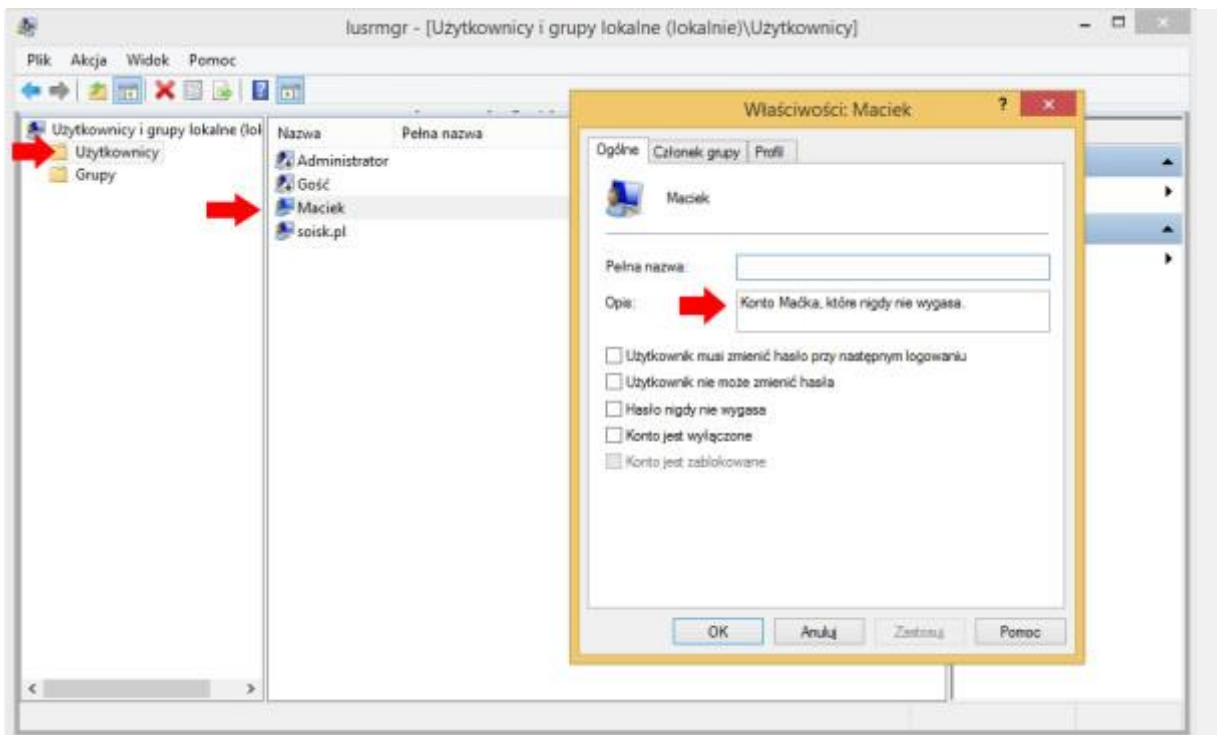 lusrmgr - [Użytkownicy i grupy lokalne (lokalnie)\Użytkownicy]
Plik Akcja Widok Pomoc
Użytkownicy i grupy lokalne (lol
Użytkownicy
Grupy
Nazwa Pełna nazwa
Administrator
Gość
Maciek
soisk.pl
Właściwości: Maciek
Ogólne Członek grupy Profil
Maciek
Pełna nazwa:
Opis: Konto Maćka, które nigdy nie wygasa.
Użytkownik musi zmienić hasło przy następnym logowaniu
Użytkownik nie może zmienić hasła
Hasło nigdy nie wygasa
Konto jest wyłączone
Konto jest zablokowane
OK Anuluj Zastosuj Pomoc